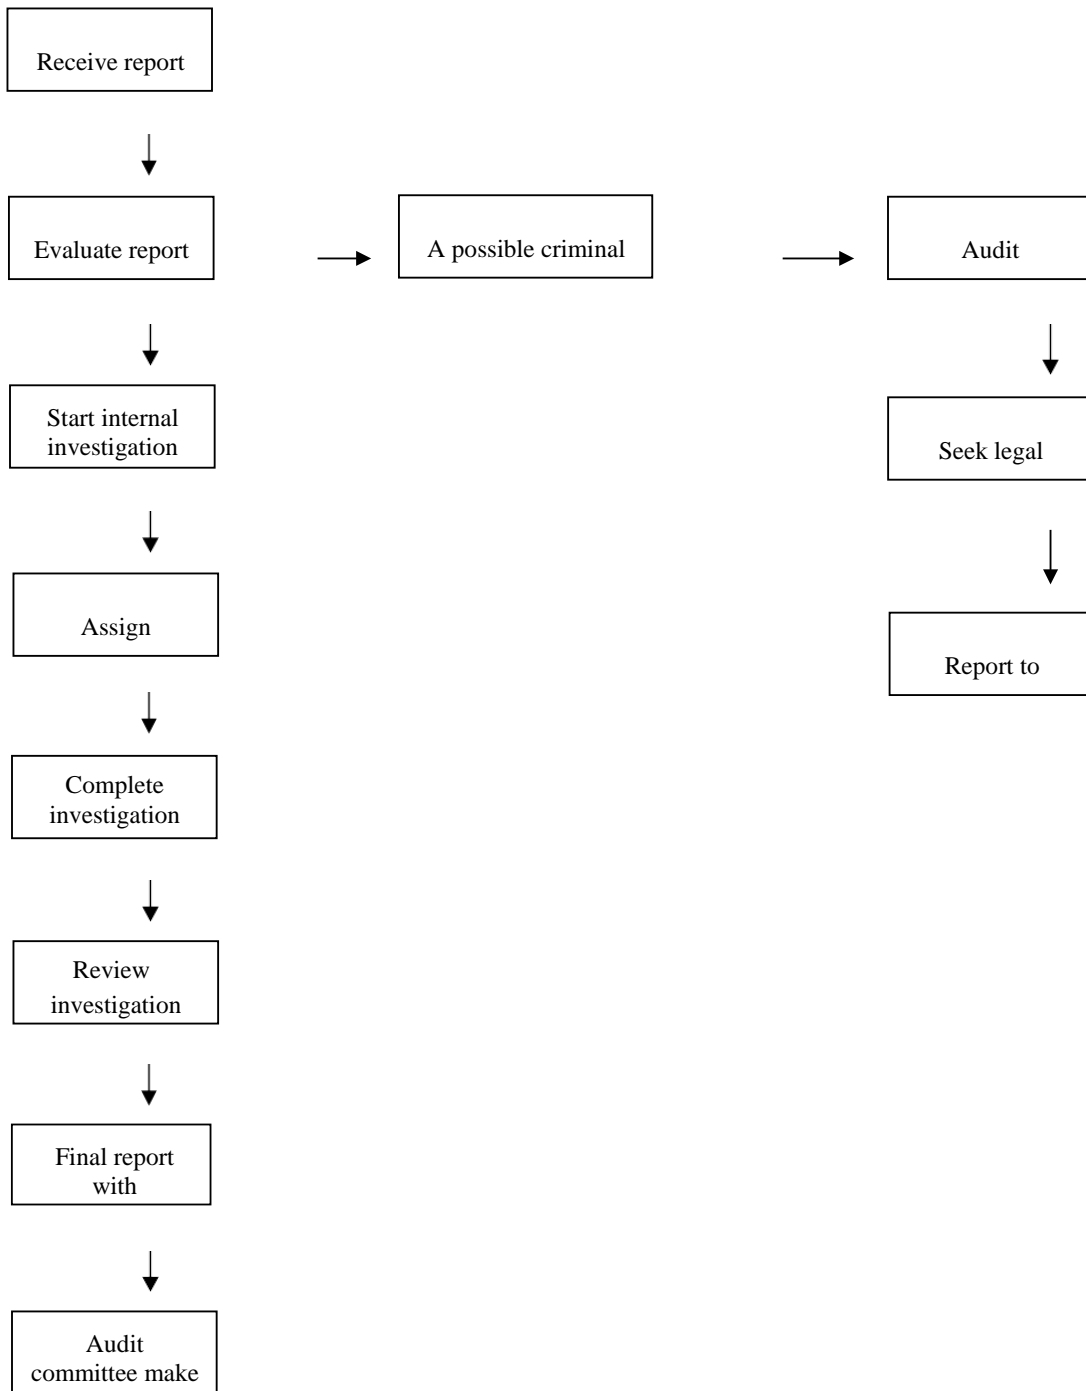 Receive report
Evaluate report
A possible criminal
Audit
Start internal
investigation
Seek legal
Assign
Report to
Complete
investigation
Review
investigation
Final report
with
Audit
committee make